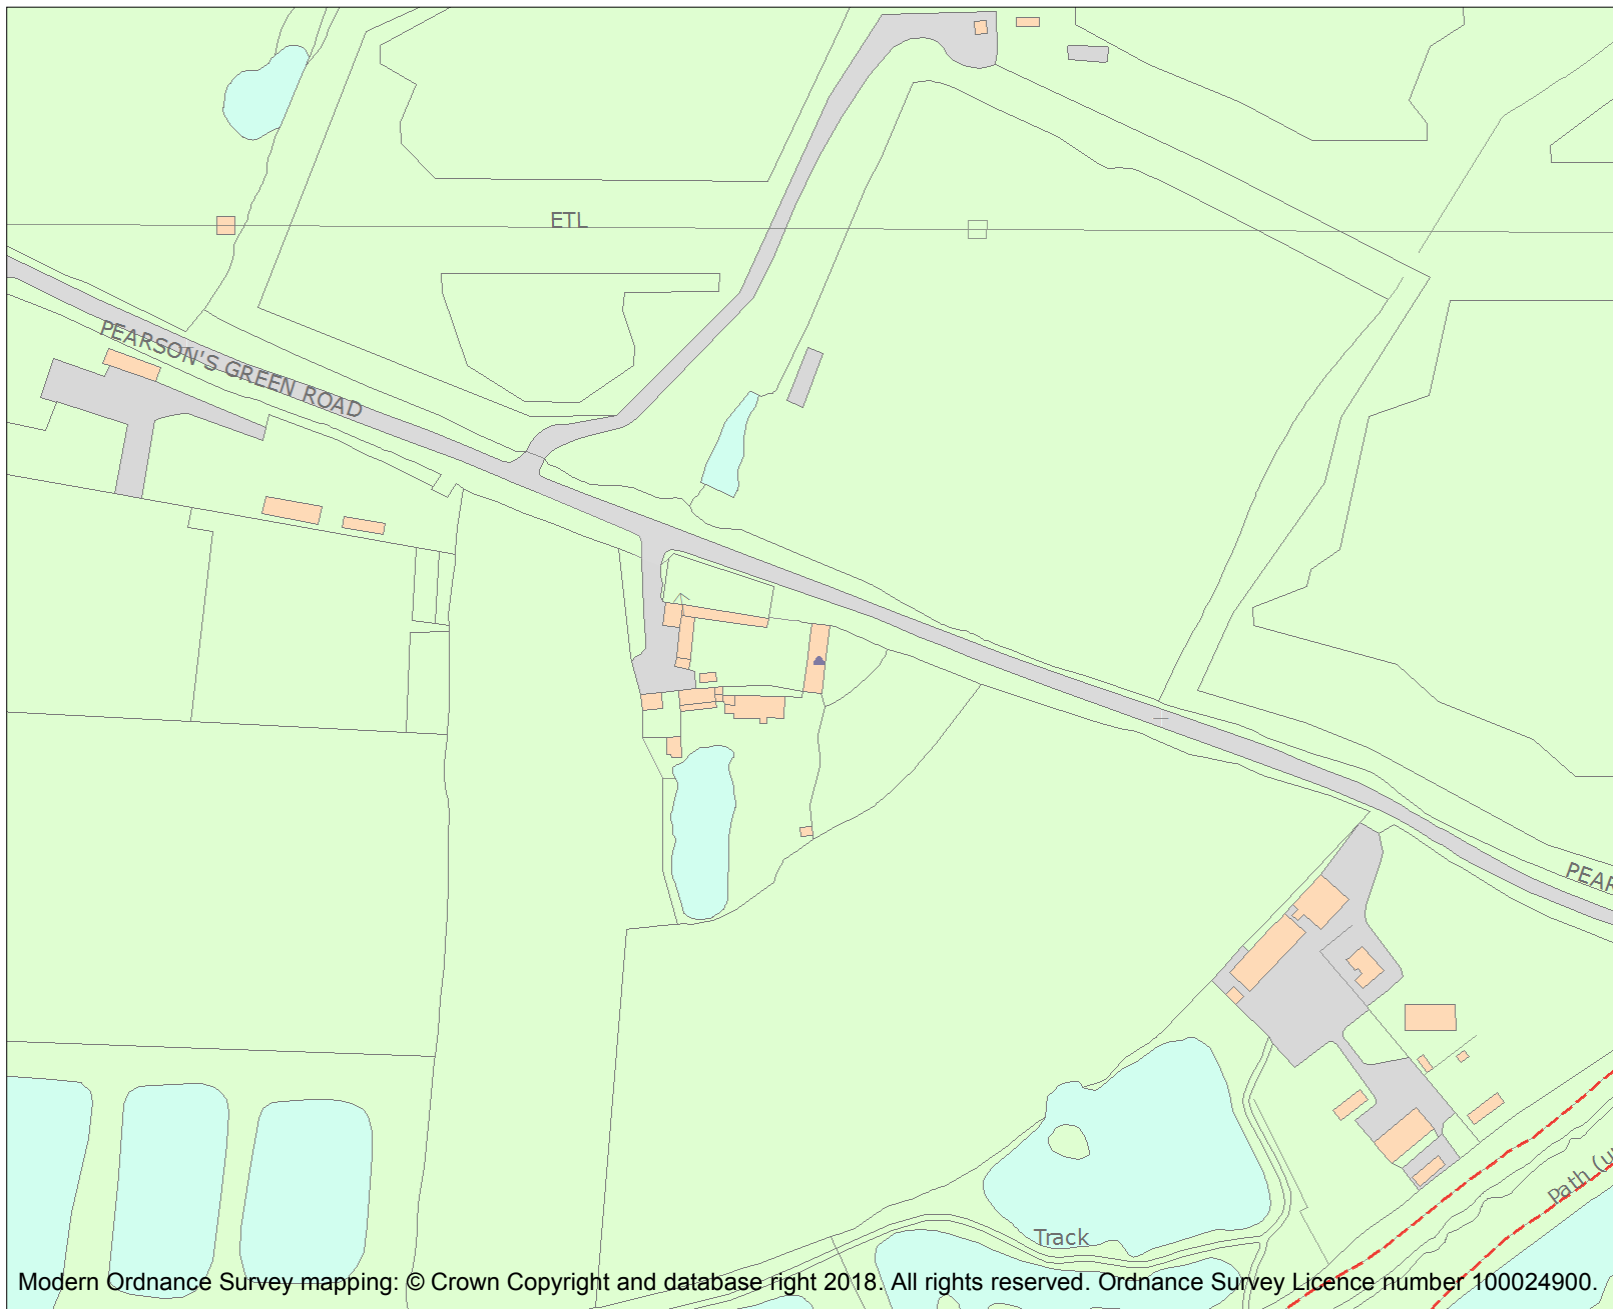 ETL
PEARSON'S GREEN ROAD
PEAR
Path (u
Track
Modern Ordnance Survey mapping: © Crown Copyright and database right 2018. All rights reserved. Ordnance Survey Licence number 100024900.